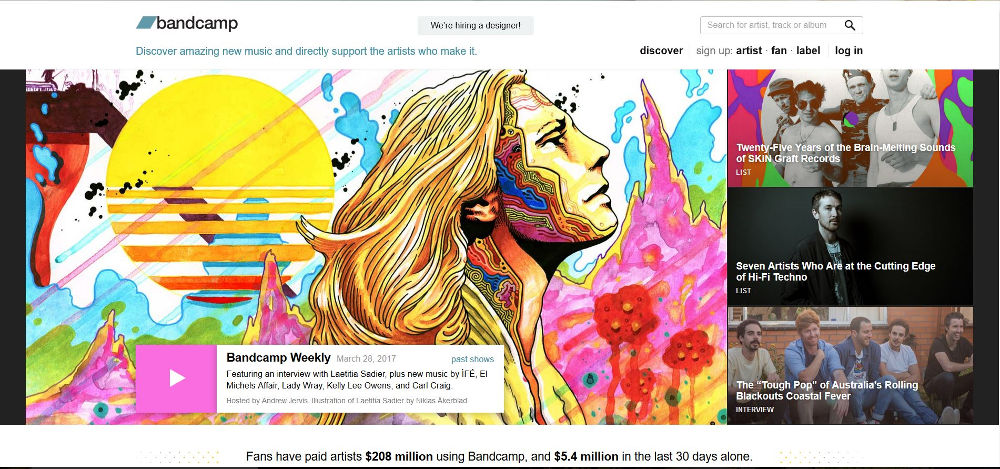 bandcamp
We're hiring a designer!
Search for artist, track or album
Discover amazing new music and directly support the artists who make it.
discover sign up: artist · fan · label log in
Twenty-Five Years of the Brain-Melting Sounds
of SKiN Graft Records
LIST
Seven Artists Who Are at the Cutting Edge
of Hi-Fi Techno
LIST
The “Tough Pop” of Australia's Rolling
Blackouts Coastal Fever
INTERVIEW
Bandcamp Weekly March 28, 2017 past shows
Featuring an interview with Lætitia Sadier, plus new music by ÌFÉ, El
Michels Affair, Lady Wray, Kelly Lee Owens, and Carl Craig.
Hosted by Andrew Jervis. Illustration of Laetitia Sadier by Niklas Åkerblad
Fans have paid artists $208 million using Bandcamp, and $5.4 million in the last 30 days alone.